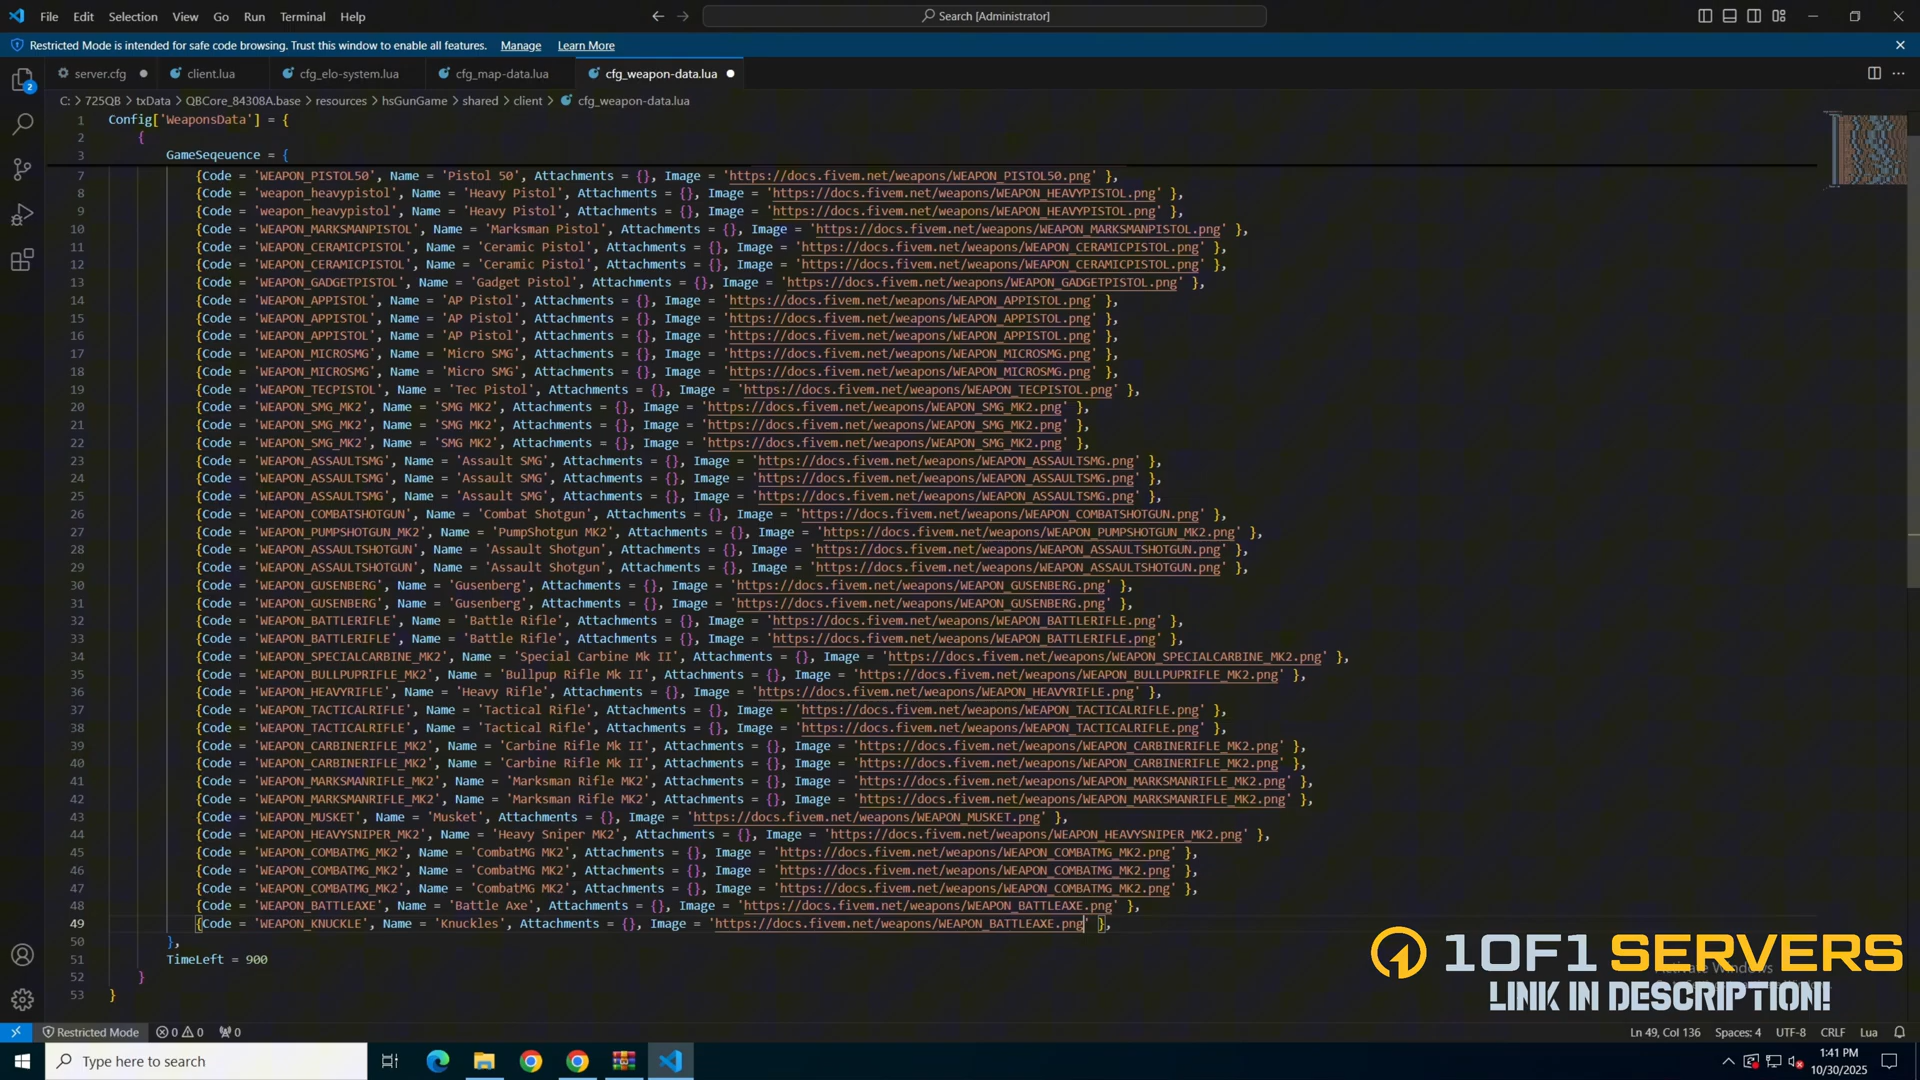 File Edit Selection View Go Run Terminal Help
Search [Administrator]
Restricted Mode is intended for safe code browsing. Trust this window to enable all features. Manage Learn More
server.cfg client.lua cfg_elo-system.lua cfg_map-data.lua cfg_weapon-data.lua
C: > 725QB > txData > QBCore_84308A.base > resources > hsGunGame > shared > client > cfg_weapon-data.lua
1 Config['WeaponsData'] = {
2 {
3 GameSeqeuence = {
7 {Code = 'WEAPON_PISTOL50', Name = 'Pistol 50', Attachments = {}, Image = 'https://docs.fivem.net/weapons/WEAPON_PISTOL50.png' },
8 {Code = 'weapon_heavypistol', Name = 'Heavy Pistol', Attachments = {}, Image = 'https://docs.fivem.net/weapons/WEAPON_HEAVYPISTOL.png' },
9 {Code = 'weapon_heavypistol', Name = 'Heavy Pistol', Attachments = {}, Image = 'https://docs.fivem.net/weapons/WEAPON_HEAVYPISTOL.png' },
10 {Code = 'WEAPON_MARKSMANPISTOL', Name = 'Marksman Pistol', Attachments = {}, Image = 'https://docs.fivem.net/weapons/WEAPON_MARKSMANPISTOL.png' },
11 {Code = 'WEAPON_CERAMICPISTOL', Name = 'Ceramic Pistol', Attachments = {}, Image = 'https://docs.fivem.net/weapons/WEAPON_CERAMICPISTOL.png' },
12 {Code = 'WEAPON_CERAMICPISTOL', Name = 'Ceramic Pistol', Attachments = {}, Image = 'https://docs.fivem.net/weapons/WEAPON_CERAMICPISTOL.png' },
13 {Code = 'WEAPON_GADGETPISTOL', Name = 'Gadget Pistol', Attachments = {}, Image = 'https://docs.fivem.net/weapons/WEAPON_GADGETPISTOL.png' },
14 {Code = 'WEAPON_APPISTOL', Name = 'AP Pistol', Attachments = {}, Image = 'https://docs.fivem.net/weapons/WEAPON_APPISTOL.png' },
15 {Code = 'WEAPON_APPISTOL', Name = 'AP Pistol', Attachments = {}, Image = 'https://docs.fivem.net/weapons/WEAPON_APPISTOL.png' },
16 {Code = 'WEAPON_APPISTOL', Name = 'AP Pistol', Attachments = {}, Image = 'https://docs.fivem.net/weapons/WEAPON_APPISTOL.png' },
17 {Code = 'WEAPON_MICROSMG', Name = 'Micro SMG', Attachments = {}, Image = 'https://docs.fivem.net/weapons/WEAPON_MICROSMG.png' },
18 {Code = 'WEAPON_MICROSMG', Name = 'Micro SMG', Attachments = {}, Image = 'https://docs.fivem.net/weapons/WEAPON_MICROSMG.png' },
19 {Code = 'WEAPON_TECPISTOL', Name = 'Tec Pistol', Attachments = {}, Image = 'https://docs.fivem.net/weapons/WEAPON_TECPISTOL.png' },
20 {Code = 'WEAPON_SMG_MK2', Name = 'SMG MK2', Attachments = {}, Image = 'https://docs.fivem.net/weapons/WEAPON_SMG_MK2.png' },
21 {Code = 'WEAPON_SMG_MK2', Name = 'SMG MK2', Attachments = {}, Image = 'https://docs.fivem.net/weapons/WEAPON_SMG_MK2.png' },
22 {Code = 'WEAPON_SMG_MK2', Name = 'SMG MK2', Attachments = {}, Image = 'https://docs.fivem.net/weapons/WEAPON_SMG_MK2.png' },
23 {Code = 'WEAPON_ASSAULTSMG', Name = 'Assault SMG', Attachments = {}, Image = 'https://docs.fivem.net/weapons/WEAPON_ASSAULTSMG.png' },
24 {Code = 'WEAPON_ASSAULTSMG', Name = 'Assault SMG', Attachments = {}, Image = 'https://docs.fivem.net/weapons/WEAPON_ASSAULTSMG.png' },
25 {Code = 'WEAPON_ASSAULTSMG', Name = 'Assault SMG', Attachments = {}, Image = 'https://docs.fivem.net/weapons/WEAPON_ASSAULTSMG.png' },
26 {Code = 'WEAPON_COMBATSHOTGUN', Name = 'Combat Shotgun', Attachments = {}, Image = 'https://docs.fivem.net/weapons/WEAPON_COMBATSHOTGUN.png' },
27 {Code = 'WEAPON_PUMPSHOTGUN_MK2', Name = 'PumpShotgun MK2', Attachments = {}, Image = 'https://docs.fivem.net/weapons/WEAPON_PUMPSHOTGUN_MK2.png' },
28 {Code = 'WEAPON_ASSAULTSHOTGUN', Name = 'Assault Shotgun', Attachments = {}, Image = 'https://docs.fivem.net/weapons/WEAPON_ASSAULTSHOTGUN.png' },
29 {Code = 'WEAPON_ASSAULTSHOTGUN', Name = 'Assault Shotgun', Attachments = {}, Image = 'https://docs.fivem.net/weapons/WEAPON_ASSAULTSHOTGUN.png' },
30 {Code = 'WEAPON_GUSENBERG', Name = 'Gusenberg', Attachments = {}, Image = 'https://docs.fivem.net/weapons/WEAPON_GUSENBERG.png' },
31 {Code = 'WEAPON_GUSENBERG', Name = 'Gusenberg', Attachments = {}, Image = 'https://docs.fivem.net/weapons/WEAPON_GUSENBERG.png' },
32 {Code = 'WEAPON_BATTLERIFLE', Name = 'Battle Rifle', Attachments = {}, Image = 'https://docs.fivem.net/weapons/WEAPON_BATTLERIFLE.png' },
33 {Code = 'WEAPON_BATTLERIFLE', Name = 'Battle Rifle', Attachments = {}, Image = 'https://docs.fivem.net/weapons/WEAPON_BATTLERIFLE.png' },
34 {Code = 'WEAPON_SPECIALCARBINE_MK2', Name = 'Special Carbine Mk II', Attachments = {}, Image = 'https://docs.fivem.net/weapons/WEAPON_SPECIALCARBINE_MK2.png' },
35 {Code = 'WEAPON_BULLPUPRIFLE_MK2', Name = 'Bullpup Rifle Mk II', Attachments = {}, Image = 'https://docs.fivem.net/weapons/WEAPON_BULLPUPRIFLE_MK2.png' },
36 {Code = 'WEAPON_HEAVYRIFLE', Name = 'Heavy Rifle', Attachments = {}, Image = 'https://docs.fivem.net/weapons/WEAPON_HEAVYRIFLE.png' },
37 {Code = 'WEAPON_TACTICALRIFLE', Name = 'Tactical Rifle', Attachments = {}, Image = 'https://docs.fivem.net/weapons/WEAPON_TACTICALRIFLE.png' },
38 {Code = 'WEAPON_TACTICALRIFLE', Name = 'Tactical Rifle', Attachments = {}, Image = 'https://docs.fivem.net/weapons/WEAPON_TACTICALRIFLE.png' },
39 {Code = 'WEAPON_CARBINERIFLE_MK2', Name = 'Carbine Rifle Mk II', Attachments = {}, Image = 'https://docs.fivem.net/weapons/WEAPON_CARBINERIFLE_MK2.png' },
40 {Code = 'WEAPON_CARBINERIFLE_MK2', Name = 'Carbine Rifle Mk II', Attachments = {}, Image = 'https://docs.fivem.net/weapons/WEAPON_CARBINERIFLE_MK2.png' },
41 {Code = 'WEAPON_MARKSMANRIFLE_MK2', Name = 'Marksman Rifle MK2', Attachments = {}, Image = 'https://docs.fivem.net/weapons/WEAPON_MARKSMANRIFLE_MK2.png' },
42 {Code = 'WEAPON_MARKSMANRIFLE_MK2', Name = 'Marksman Rifle MK2', Attachments = {}, Image = 'https://docs.fivem.net/weapons/WEAPON_MARKSMANRIFLE_MK2.png' },
43 {Code = 'WEAPON_MUSKET', Name = 'Musket', Attachments = {}, Image = 'https://docs.fivem.net/weapons/WEAPON_MUSKET.png' },
44 {Code = 'WEAPON_HEAVYSNIPER_MK2', Name = 'Heavy Sniper MK2', Attachments = {}, Image = 'https://docs.fivem.net/weapons/WEAPON_HEAVYSNIPER_MK2.png' },
45 {Code = 'WEAPON_COMBATMG_MK2', Name = 'CombatMG MK2', Attachments = {}, Image = 'https://docs.fivem.net/weapons/WEAPON_COMBATMG_MK2.png' },
46 {Code = 'WEAPON_COMBATMG_MK2', Name = 'CombatMG MK2', Attachments = {}, Image = 'https://docs.fivem.net/weapons/WEAPON_COMBATMG_MK2.png' },
47 {Code = 'WEAPON_COMBATMG_MK2', Name = 'CombatMG MK2', Attachments = {}, Image = 'https://docs.fivem.net/weapons/WEAPON_COMBATMG_MK2.png' },
48 {Code = 'WEAPON_BATTLEAXE', Name = 'Battle Axe', Attachments = {}, Image = 'https://docs.fivem.net/weapons/WEAPON_BATTLEAXE.png' },
49 {Code = 'WEAPON_KNUCKLE', Name = 'Knuckles', Attachments = {}, Image = 'https://docs.fivem.net/weapons/WEAPON_BATTLEAXE.png' },
50 },
51 TimeLeft = 900
52 }
53 }
1OF1 SERVERS
Activate Windows
LINK IN DESCRIPTION!
Restricted Mode 0 0 0 Ln 49, Col 136 Spaces: 4 UTF-8 CRLF Lua
Type here to search
1:41 PM
10/30/2025